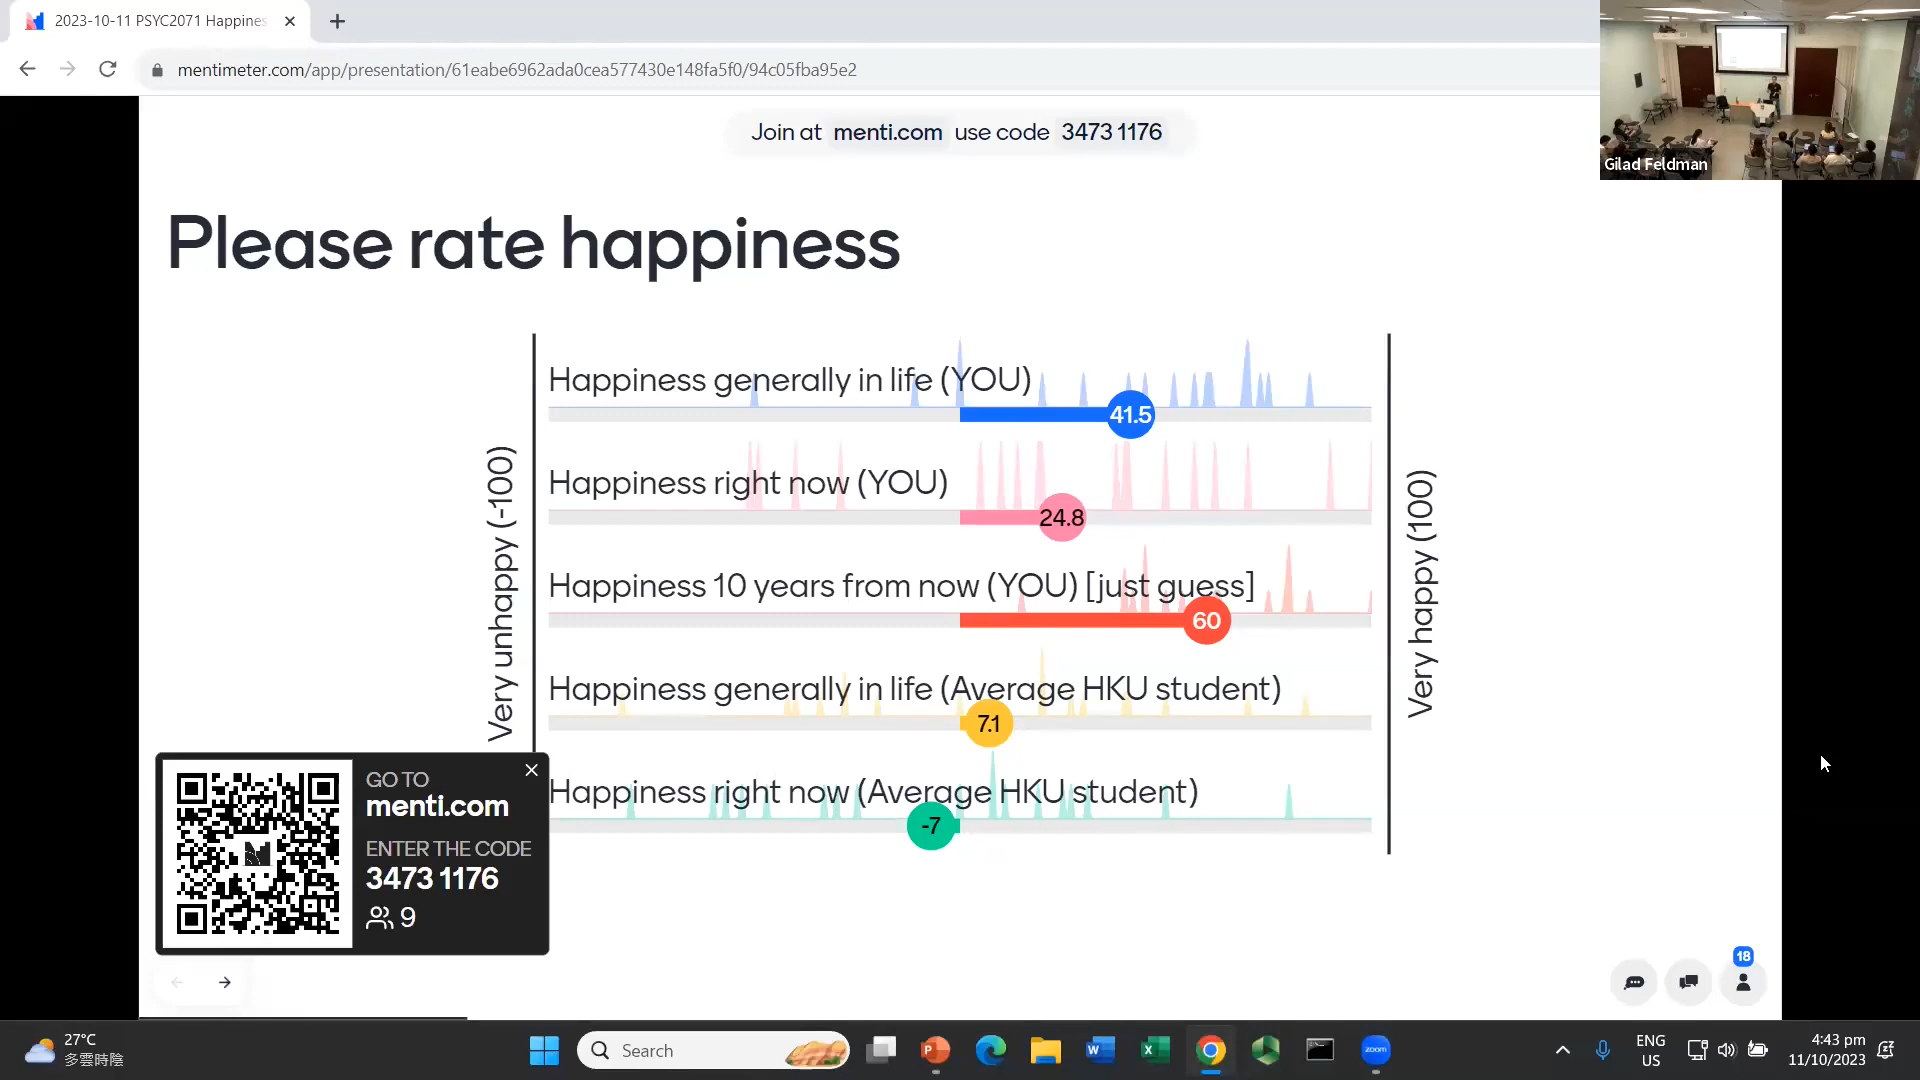 2023-10-11 PSYC2071 Happines
mentimeter.com/app/presentation/61eabe6962ada0cea577430e148fa5f0/94c05fba95e2
Gilad Feldman
Join at menti.com use code 3473 1176
Please rate happiness
Very unhappy (-100)
Very happy (100)
Happiness generally in life (YOU)
41.5
Happiness right now (YOU)
24.8
Happiness 10 years from now (YOU) [just guess]
60
Happiness generally in life (Average HKU student)
7.1
Happiness right now (Average HKU student)
-7
GO TO
menti.com
ENTER THE CODE
3473 1176
9
18
27°C
多雲時陰
Search
zoom
ENG
US
4:43 pm
11/10/2023